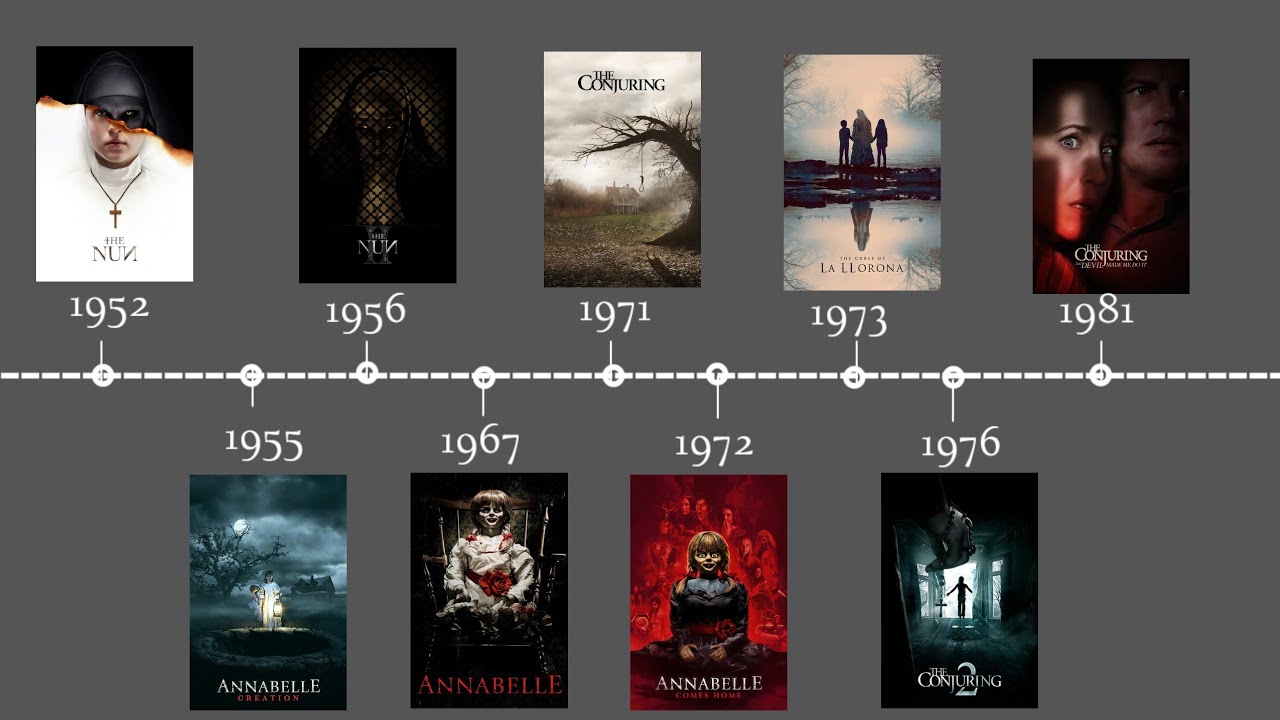 THE
NUN
1952
THE
NUN
II
1956
THE
CONJURING
1971
THE CURSE OF
LA LLORONA
1973
THE
CONJURING
THE DEVIL MADE ME DO IT
1981
1955
ANNABELLE
CREATION
1967
ANNABELLE
1972
ANNABELLE
COMES HOME
1976
THE
CONJURING
2